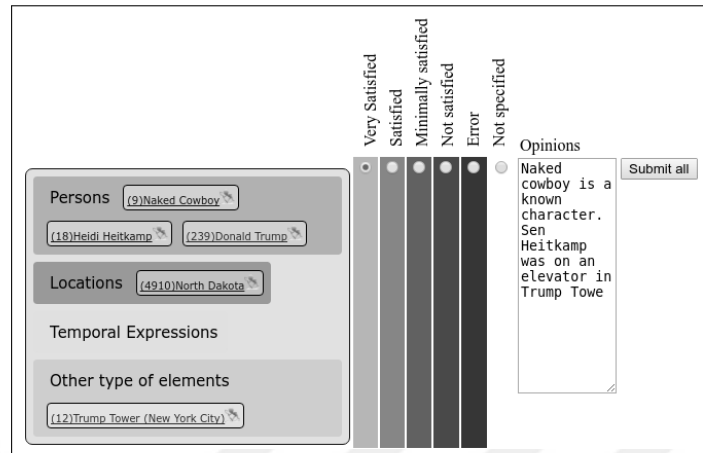 Very Satisfied
Satisfied
Minimally satisfied
Not satisfied
Error
Not specified
Opinions
Persons (9)Naked Cowboy
(18)Heidi Heitkamp (239)Donald Trump
Locations (4910)North Dakota
Temporal Expressions
Other type of elements
(12)Trump Tower (New York City)
Naked
cowboy is a
known
character.
Sen
Heitkamp
was on an
elevator in
Trump Towe
Submit all